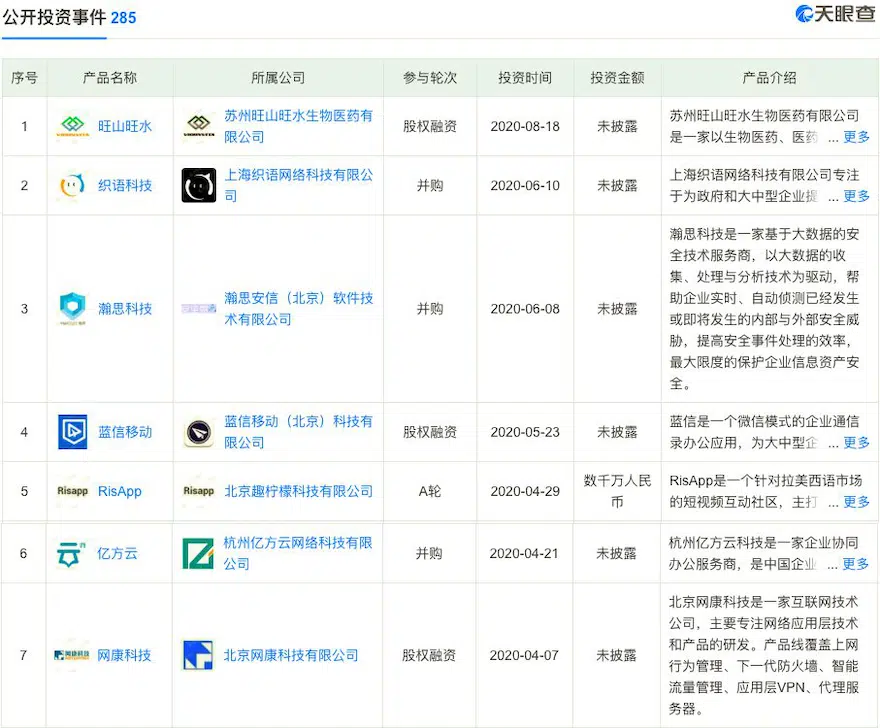 公开投资事件 285
天眼查
序号 产品名称 所属公司 参与轮次 投资时间 投资金额 产品介绍
1 旺山旺水 苏州旺山旺水生物医药有 股权融资 2020-08-18 未披露 苏州旺山旺水生物医药有限公司
限公司 是一家以生物医药、医药 ... 更多
2 织语科技 上海织语网络科技有限公 并购 2020-06-10 未披露 上海织语网络科技有限公司专注
司 于为政府和大中型企业提 ... 更多
瀚思科技是一家基于大数据的安
全技术服务商，以大数据的收
集、处理与分析技术为驱动，帮
3 瀚思科技 瀚思安信（北京）软件技 并购 2020-06-08 未披露 助企业实时、自动侦测已经发生
术有限公司 或即将发生的内部与外部安全威
胁，提高安全事件处理的效率，
最大限度的保护企业信息资产安
全。
4 蓝信移动 蓝信移动（北京）科技有 股权融资 2020-05-23 未披露 蓝信是一个微信模式的企业通信
限公司 录办公应用，为大中型企 ... 更多
5 Risapp RisApp Risapp 北京趣柠檬科技有限公司 A轮 2020-04-29 数千万人民 RisApp是一个针对拉美西语市场
币 的短视频互动社区，主打 ... 更多
6 亿方云 杭州亿方云网络科技有限 并购 2020-04-21 未披露 杭州亿方云科技是一家企业协同
公司 办公服务商，是中国企业 ... 更多
北京网康科技是一家互联网技术
公司，主要专注网络应用层技术
和产品的研发。产品线覆盖上网
7 网康科技 网康科技 北京网康科技有限公司 股权融资 2020-04-07 未披露 行为管理、下一代防火墙、智能
流量管理、应用层VPN、代理服
务器。